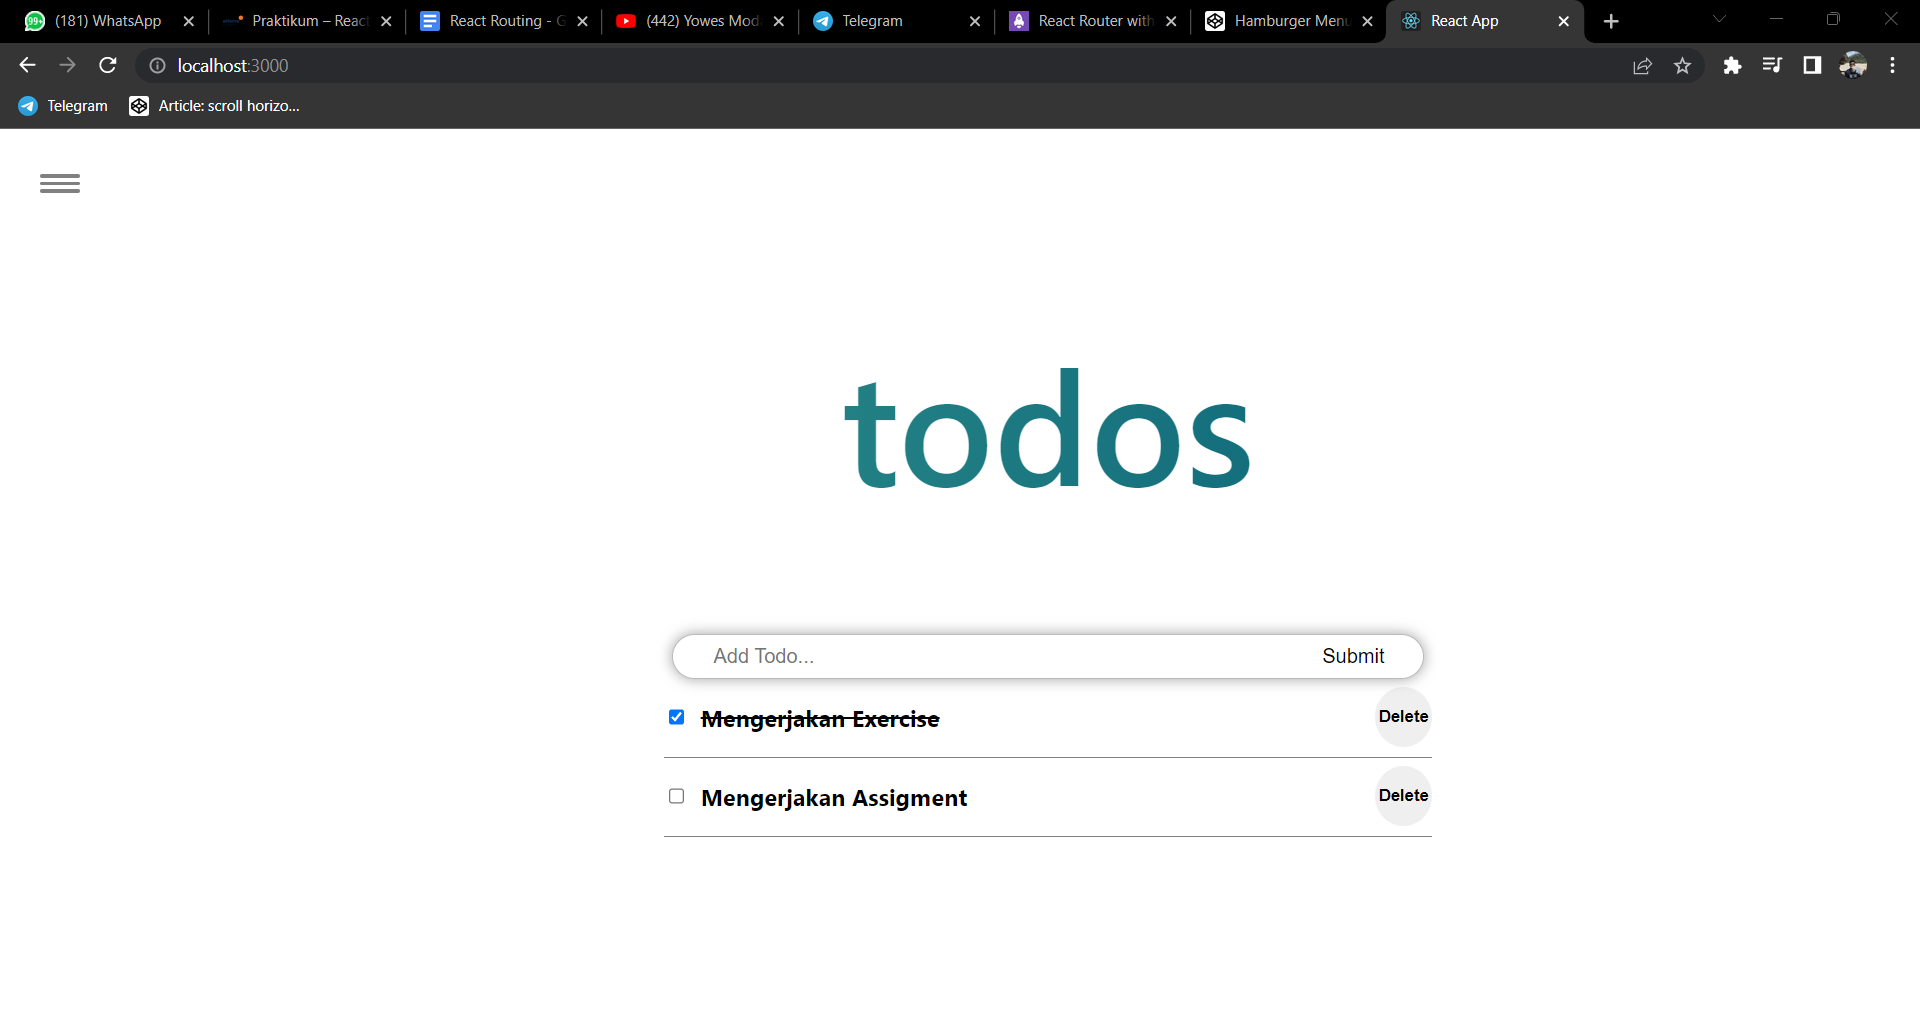 99+ (181) WhatsApp Praktikum – React React Routing - G (442) Yowes Mod Telegram React Router with Hamburger Menu React App
localhost:3000
Telegram Article: scroll horizo...
todos
Add Todo... Submit
Mengerjakan Exercise Delete
Mengerjakan Assigment Delete